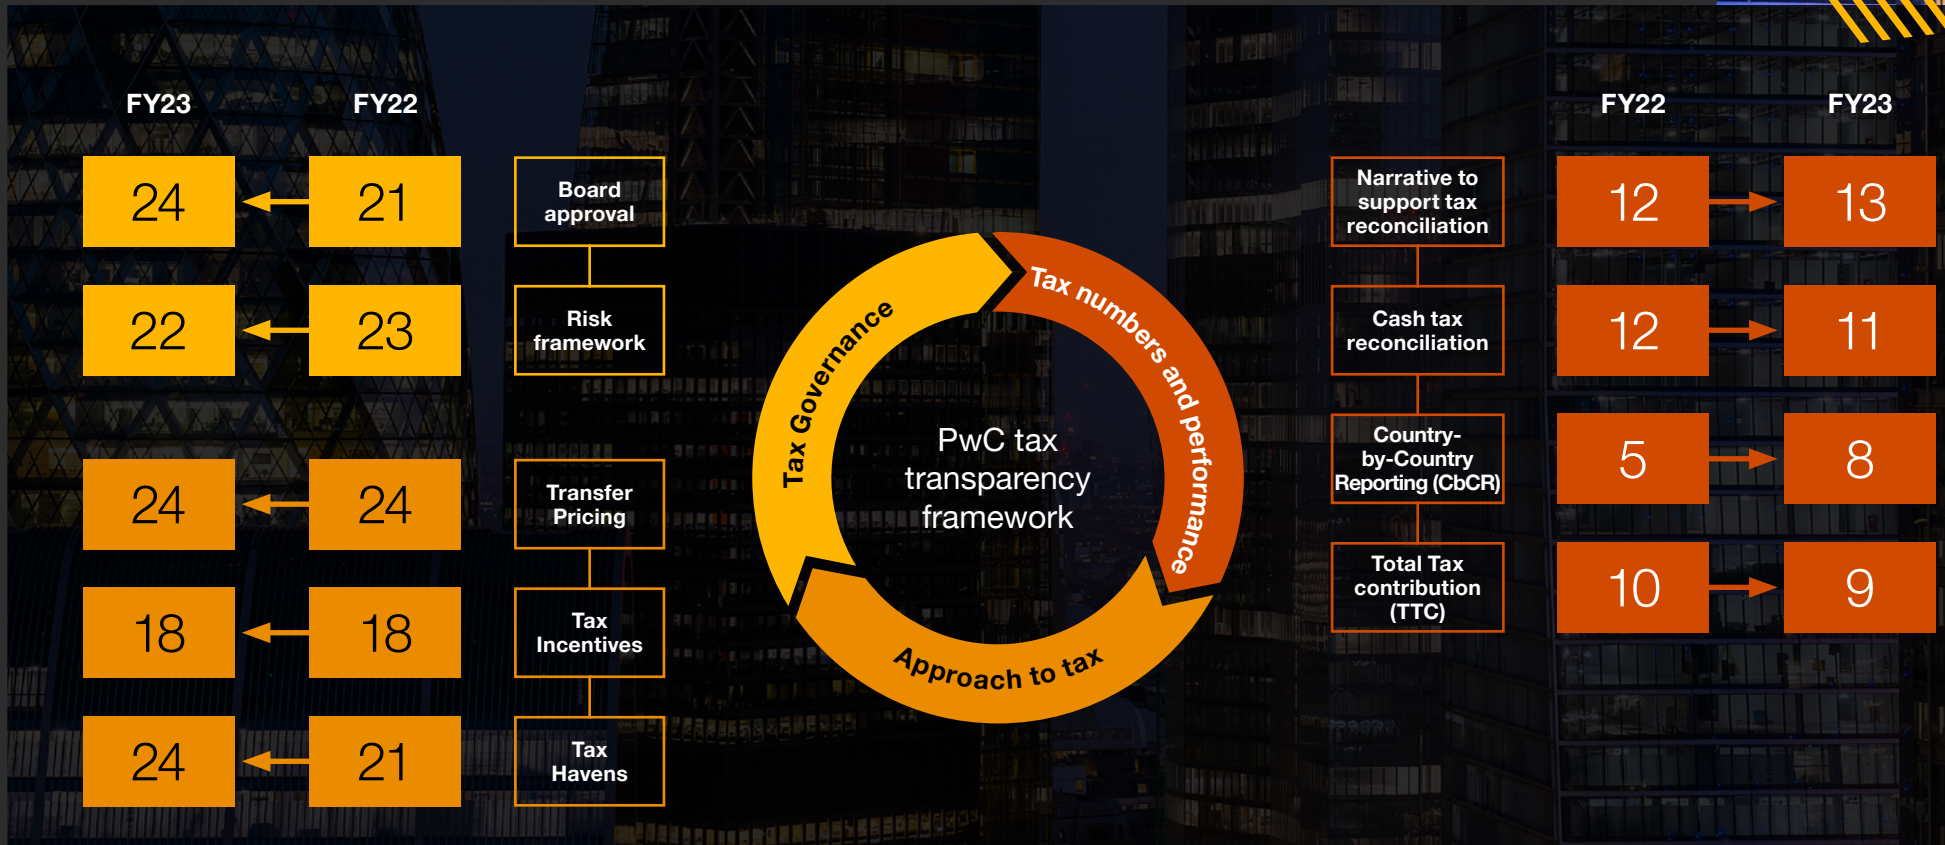 FY23 FY22
24 21 Board
approval
22 23 Risk
framework
24 24 Transfer
Pricing
18 18 Tax
Incentives
24 21 Tax
Havens
Tax Governance
Tax numbers and performance
Approach to tax
PwC tax
transparency
framework
FY22 FY23
Narrative to
support tax
reconciliation
12 13
Cash tax
reconciliation
12 11
Country-
by-Country
Reporting (CbCR)
5 8
Total Tax
contribution
(TTC)
10 9